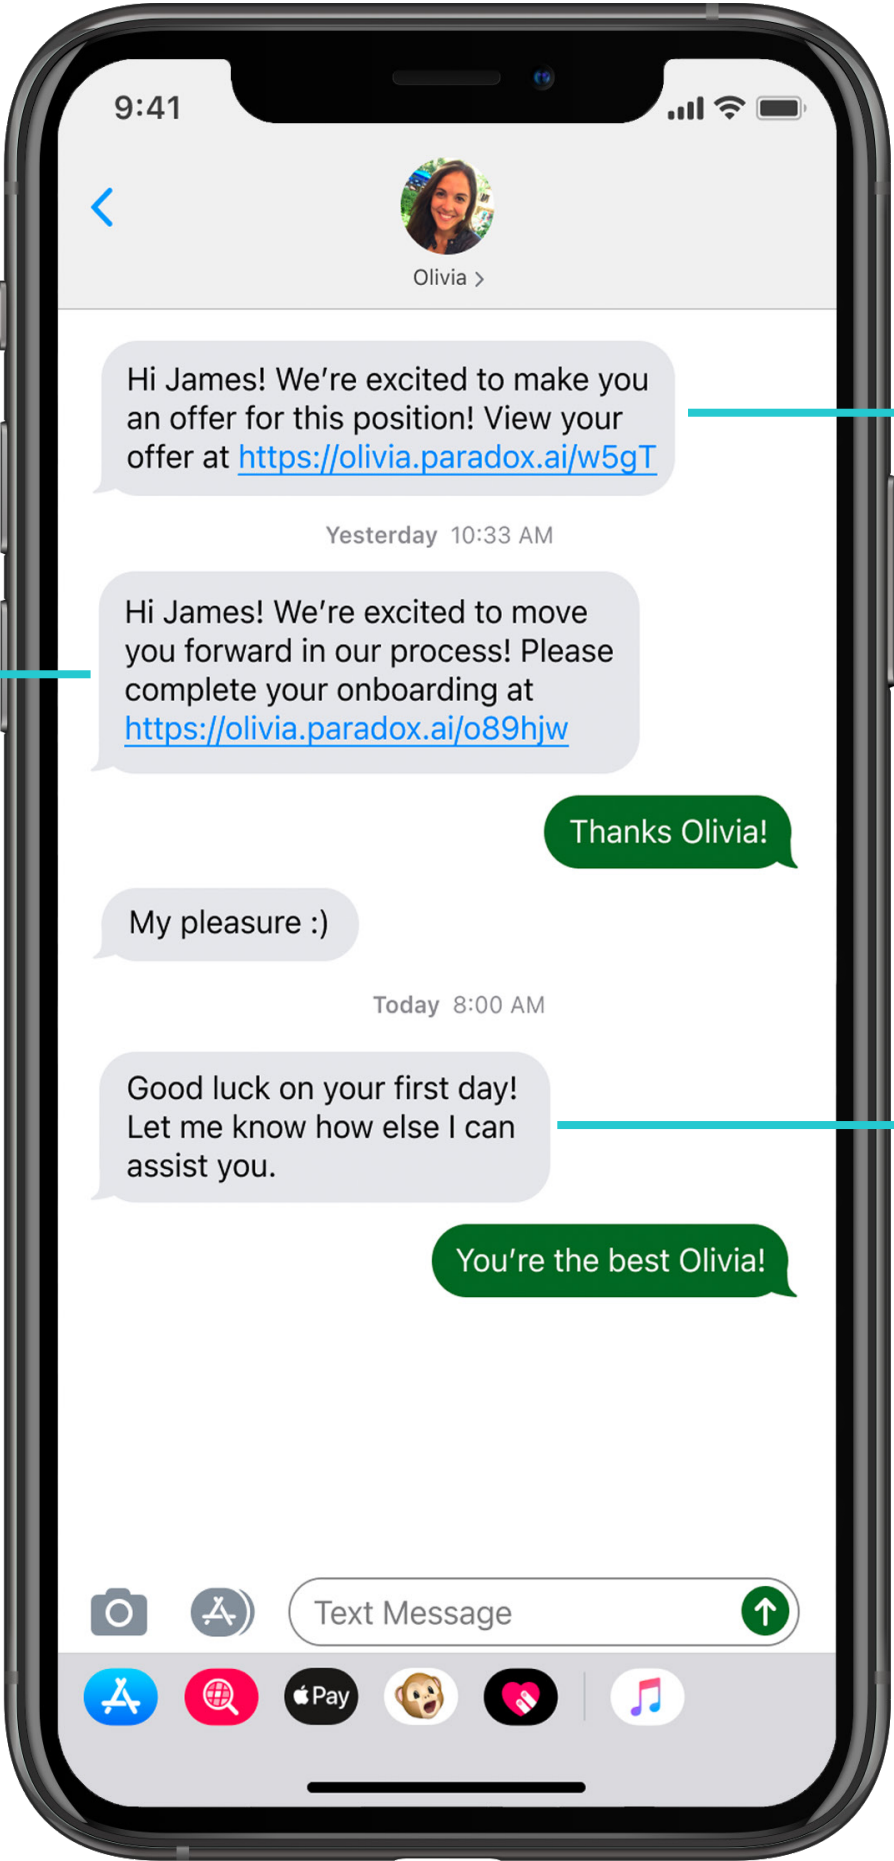 9:41
Olivia >
Hi James! We're excited to make you
an offer for this position! View your
offer at https://olivia.paradox.ai/w5gT
Yesterday 10:33 AM
Hi James! We're excited to move
you forward in our process! Please
complete your onboarding at
https://olivia.paradox.ai/o89hjw
Thanks Olivia!
My pleasure :)
Today 8:00 AM
Good luck on your first day!
Let me know how else I can
assist you.
You're the best Olivia!
Text Message
Pay